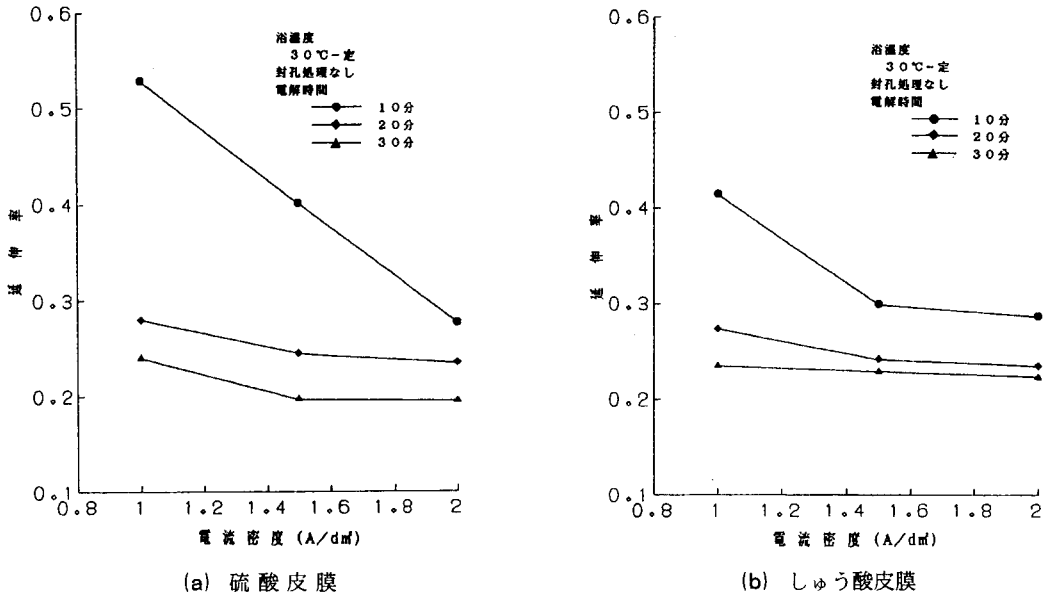 0.6
0.5
0.4
0.3
0.2
0.1
延伸率
浴温度
30℃一定
封孔処理なし
電解時間
10分
20分
30分
0.8 1 1.2 1.4 1.6 1.8 2
電流密度(A/d㎡)
(a) 硫酸皮膜
0.6
0.5
0.4
0.3
0.2
0.1
延伸率
浴温度
30℃一定
封孔処理なし
電解時間
10分
20分
30分
0.8 1 1.2 1.4 1.6 1.8 2
電流密度(A/d㎡)
(b) しゅう酸皮膜